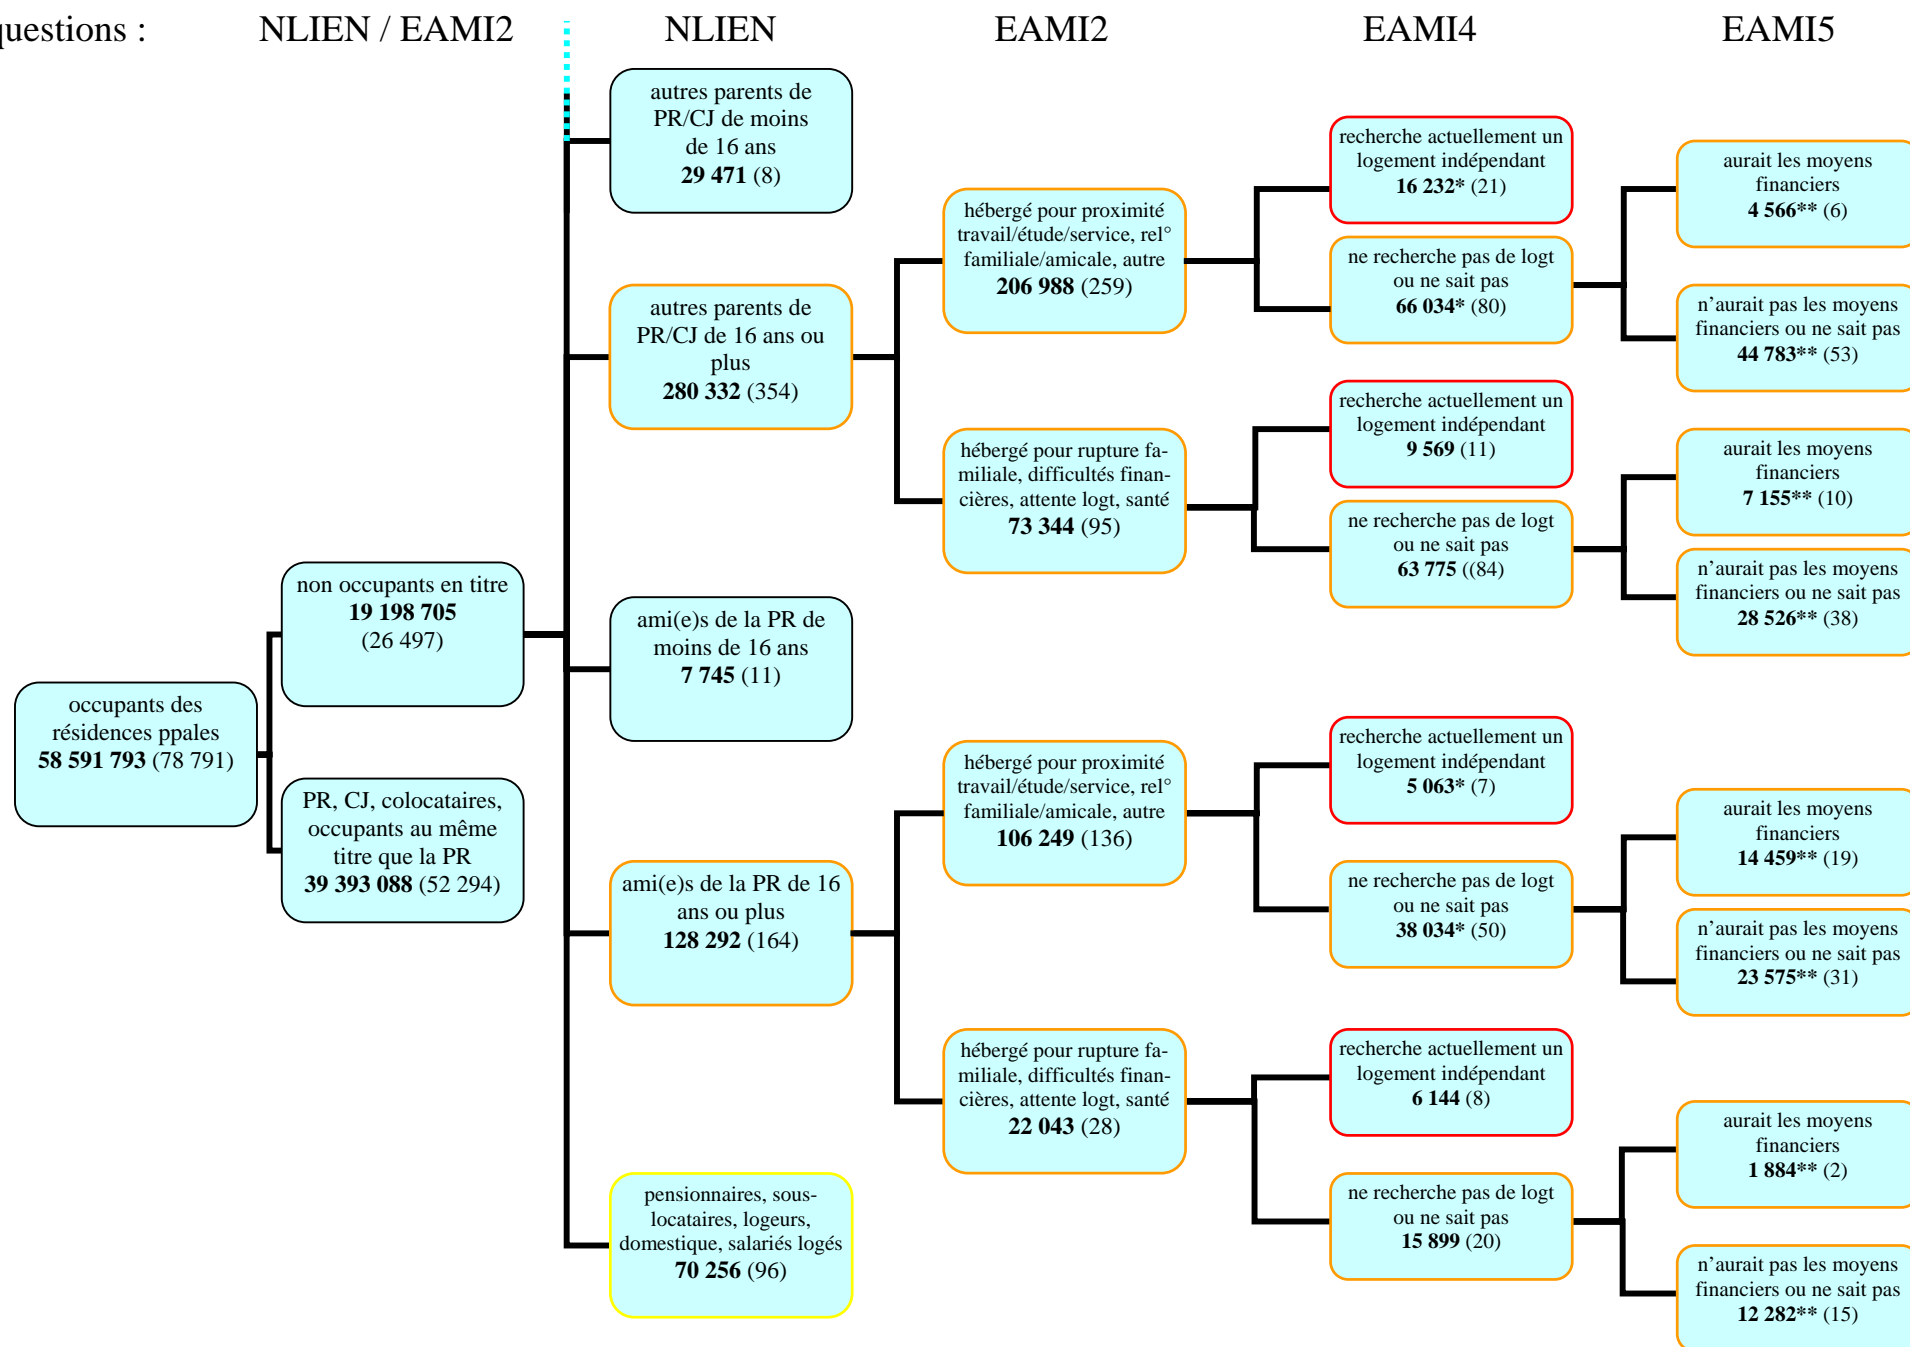 questions :
NLIEN / EAMI2
NLIEN
EAMI2
EAMI4
EAMI5
occupants des
résidences ppales
58 591 793 (78 791)
non occupants en titre
19 198 705
(26 497)
PR, CJ, colocataires,
occupants au même
titre que la PR
39 393 088 (52 294)
autres parents de
PR/CJ de moins
de 16 ans
29 471 (8)
autres parents de
PR/CJ de 16 ans ou
plus
280 332 (354)
ami(e)s de la PR de
moins de 16 ans
7 745 (11)
ami(e)s de la PR de 16
ans ou plus
128 292 (164)
pensionnaires, sous-
locataires, logeurs,
domestique, salariés logés
70 256 (96)
hébergé pour proximité
travail/étude/service, rel°
familiale/amicale, autre
206 988 (259)
hébergé pour rupture fa-
miliale, difficultés finan-
cières, attente logt, santé
73 344 (95)
hébergé pour proximité
travail/étude/service, rel°
familiale/amicale, autre
106 249 (136)
hébergé pour rupture fa-
miliale, difficultés finan-
cières, attente logt, santé
22 043 (28)
recherche actuellement un
logement indépendant
16 232* (21)
ne recherche pas de logt
ou ne sait pas
66 034* (80)
recherche actuellement un
logement indépendant
9 569 (11)
ne recherche pas de logt
ou ne sait pas
63 775 ((84)
recherche actuellement un
logement indépendant
5 063* (7)
ne recherche pas de logt
ou ne sait pas
38 034* (50)
recherche actuellement un
logement indépendant
6 144 (8)
ne recherche pas de logt
ou ne sait pas
15 899 (20)
aurait les moyens
financiers
4 566** (6)
n’aurait pas les moyens
financiers ou ne sait pas
44 783** (53)
aurait les moyens
financiers
7 155** (10)
n’aurait pas les moyens
financiers ou ne sait pas
28 526** (38)
aurait les moyens
financiers
14 459** (19)
n’aurait pas les moyens
financiers ou ne sait pas
23 575** (31)
aurait les moyens
financiers
1 884** (2)
n’aurait pas les moyens
financiers ou ne sait pas
12 282** (15)